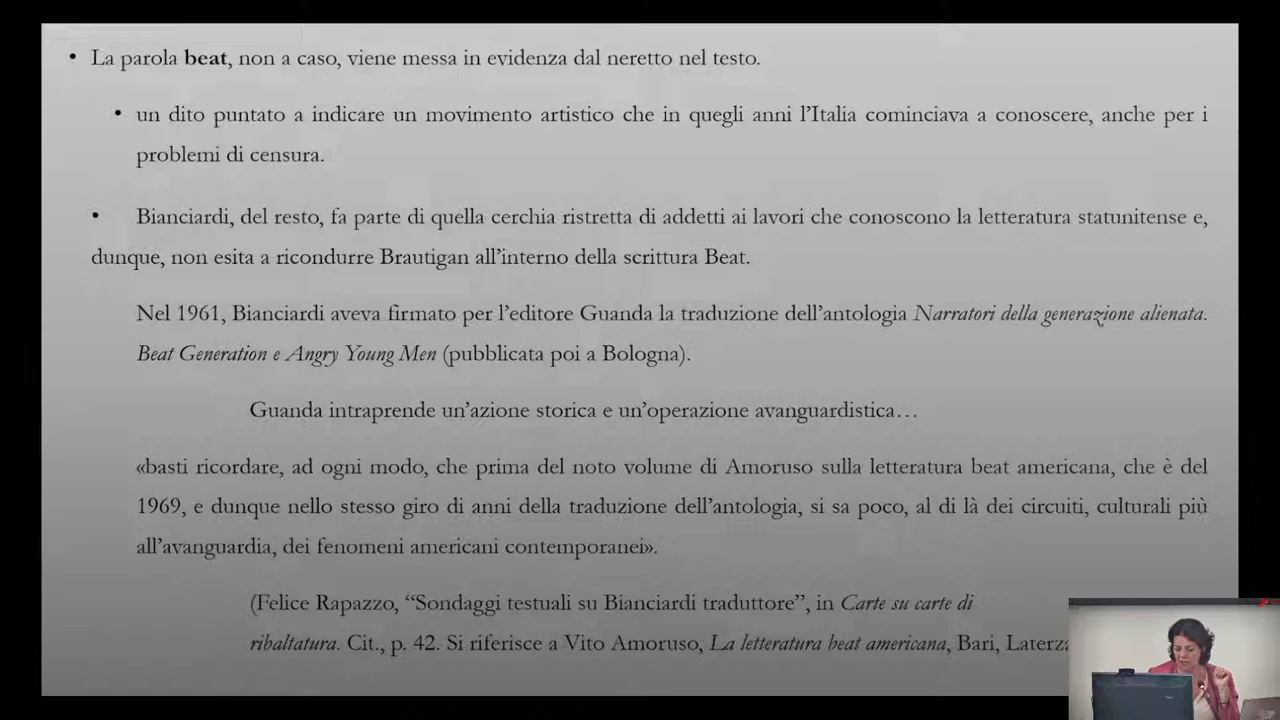 • La parola beat, non a caso, viene messa in evidenza dal neretto nel testo.
• un dito puntato a indicare un movimento artistico che in quegli anni l’Italia cominciava a conoscere, anche per i
problemi di censura.
• Bianciardi, del resto, fa parte di quella cerchia ristretta di addetti ai lavori che conoscono la letteratura statunitense e,
dunque, non esita a ricondurre Brautigan all’interno della scrittura Beat.
Nel 1961, Bianciardi aveva firmato per l’editore Guanda la traduzione dell’antologia Narratori della generazione alienata.
Beat Generation e Angry Young Men (pubblicata poi a Bologna).
Guanda intraprende un’azione storica e un’operazione avanguardistica…
«basti ricordare, ad ogni modo, che prima del noto volume di Amoruso sulla letteratura beat americana, che è del
1969, e dunque nello stesso giro di anni della traduzione dell’antologia, si sa poco, al di là dei circuiti, culturali più
all’avanguardia, dei fenomeni americani contemporanei».
(Felice Rapazzo, “Sondaggi testuali su Bianciardi traduttore”, in Carte su carte di
ribaltatura. Cit., p. 42. Si riferisce a Vito Amoruso, La letteratura beat americana, Bari, Laterza